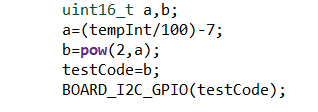 uint16_t a,b;
a=(tempInt/100)-7;
b=pow(2,a);
testCode=b;
BOARD_I2C_GPIO(testCode);